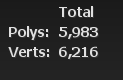 Total
Polys: 5,983
Verts: 6,216